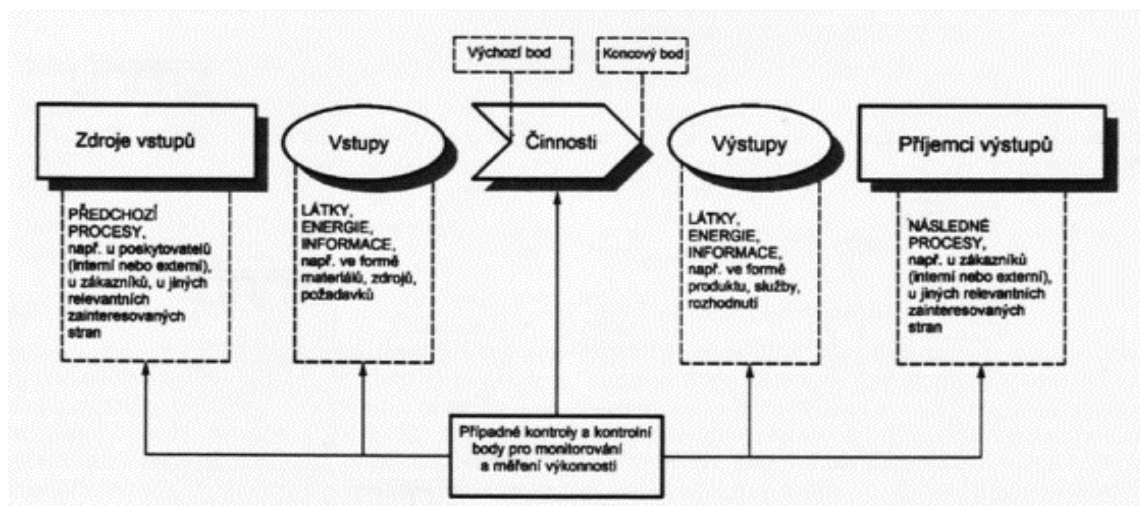 Výchozí bod
Koncový bod
Zdroje vstupů
Vstupy
Činnosti
Výstupy
Příjemci výstupů
PŘEDCHOZÍ
PROCESY,
např. u poskytovatelů
(interní nebo externí),
u zákazníků, u jiných
relevantních
zainteresovaných
stran
LÁTKY,
ENERGIE,
INFORMACE,
např. ve formě
materiálů, zdrojů,
požadavků
LÁTKY,
ENERGIE,
INFORMACE,
např. ve formě
produktu, služby,
rozhodnutí
NÁSLEDNÉ
PROCESY,
např. u zákazníků
(interní nebo externí),
u jiných relevantních
zainteresovaných
stran
Případné kontroly a kontrolní
body pro monitorování
a měření výkonnosti